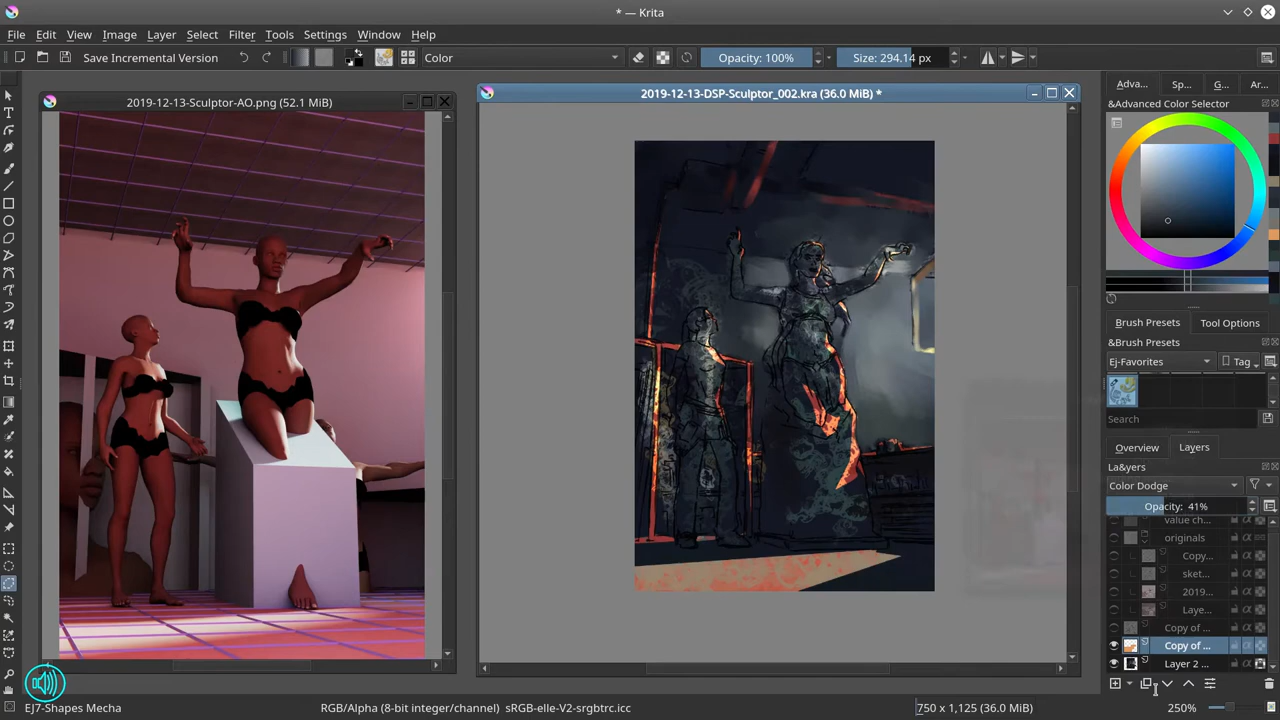 * — Krita
File Edit View Image Layer Select Filter Tools Settings Window Help
Save Incremental Version Color Opacity: 100% Size: 294.14 px
2019-12-13-Sculptor-AO.png (52.1 MiB)
2019-12-13-DSP-Sculptor_002.kra (36.0 MiB) *
Adva... Sp... G... Ar...
&Advanced Color Selector
Brush Presets Tool Options
&Brush Presets
Ej-Favorites Tag
Search
Overview Layers
La&yers
Color Dodge
Opacity: 41%
value ch...
originals
Copy...
sket...
2019...
Laye...
Copy of ...
Copy of ...
Layer 2 ...
EJ7-Shapes Mecha RGB/Alpha (8-bit integer/channel) sRGB-elle-V2-srgbtrc.icc 750 x 1,125 (36.0 MiB) 250%